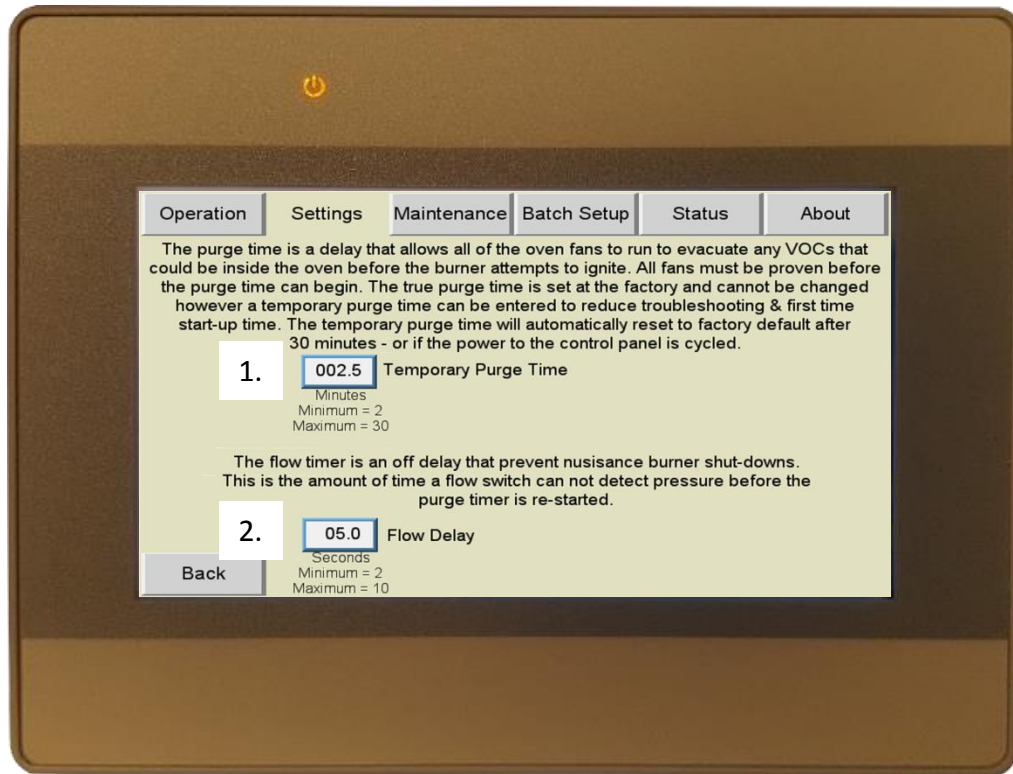 Operation Settings Maintenance Batch Setup Status About
The purge time is a delay that allows all of the oven fans to run to evacuate any VOCs that
could be inside the oven before the burner attempts to ignite. All fans must be proven before
the purge time can begin. The true purge time is set at the factory and cannot be changed
however a temporary purge time can be entered to reduce troubleshooting & first time
start-up time. The temporary purge time will automatically reset to factory default after
30 minutes - or if the power to the control panel is cycled.
1. 002.5 Temporary Purge Time
Minutes
Minimum = 2
Maximum = 30
The flow timer is an off delay that prevent nusisance burner shut-downs.
This is the amount of time a flow switch can not detect pressure before the
purge timer is re-started.
2. 05.0 Flow Delay
Seconds
Back
Minimum = 2
Maximum = 10